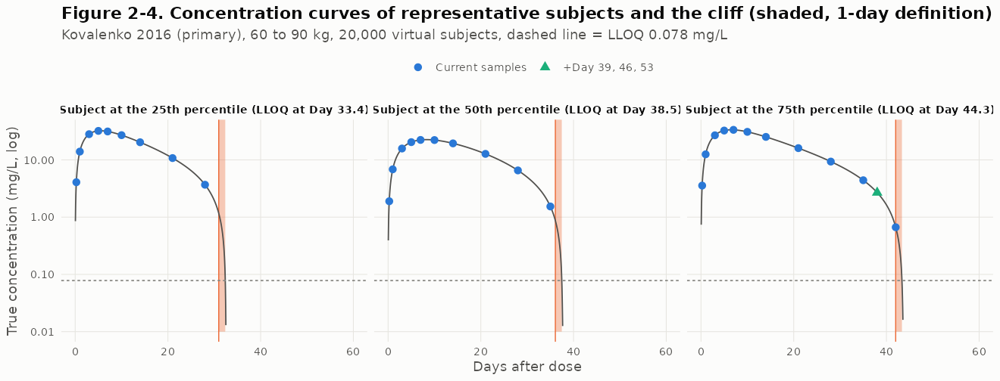 Figure 2-4. Concentration curves of representative subjects and the cliff (shaded, 1-day definition)
Kovalenko 2016 (primary), 60 to 90 kg, 20,000 virtual subjects, dashed line = LLOQ 0.078 mg/L
Current samples +Day 39, 46, 53
Subject at the 25th percentile (LLOQ at Day 33.4) Subject at the 50th percentile (LLOQ at Day 38.5) Subject at the 75th percentile (LLOQ at Day 44.3)
True concentration (mg/L, log)
10.00
1.00
0.10
0.01
0 20 40 60 0 20 40 60 0 20 40 60
Days after dose